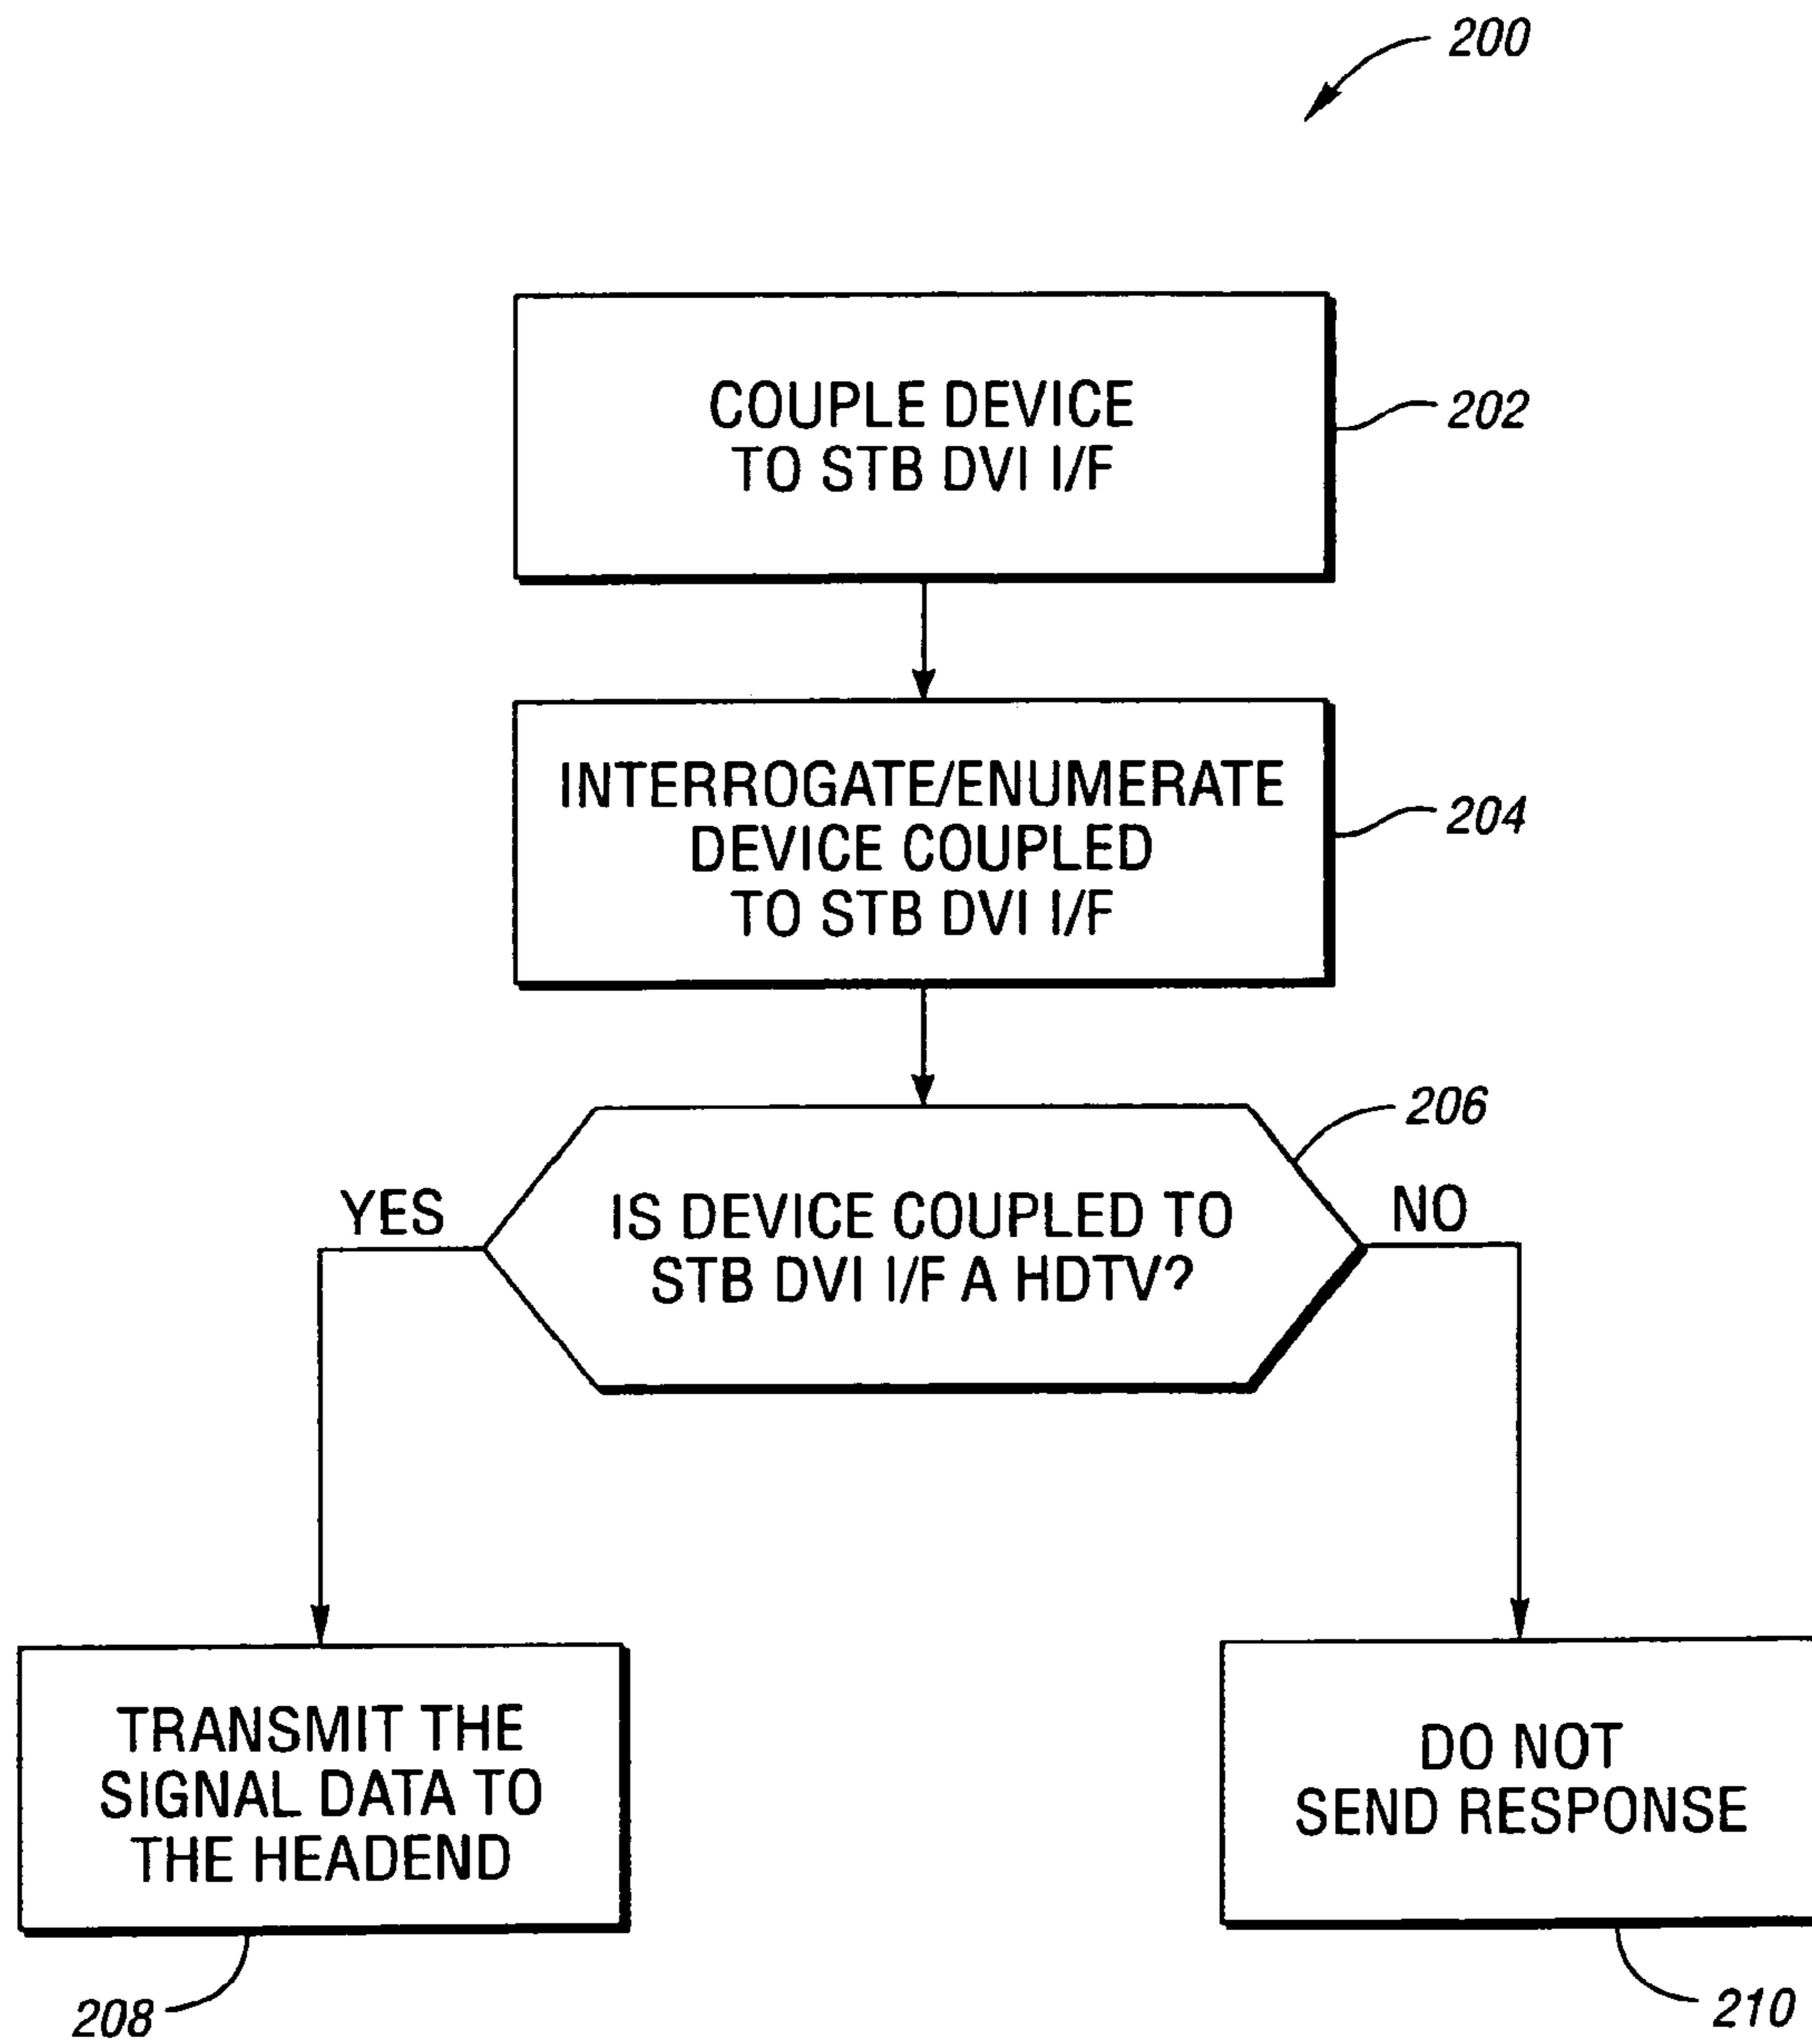 200
COUPLE DEVICE
TO STB DVI I/F
202
INTERROGATE/ENUMERATE
DEVICE COUPLED
TO STB DVI I/F
204
206
YES
IS DEVICE COUPLED TO
STB DVI I/F A HDTV?
NO
TRANSMIT THE
SIGNAL DATA TO
THE HEADEND
208
DO NOT
SEND RESPONSE
210